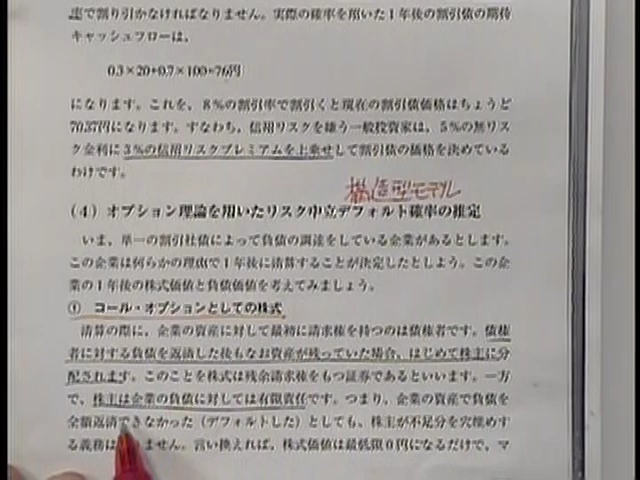 率で割り引かなければなりません。実際の確率を用いた1年後の割引債の期待
キャッシュフローは、
0.3×20+0.7×100=76円
になります。これを、8%の割引率で割引くと現在の割引債価格はちょうど
70.37円になります。すなわち、信用リスクを嫌う一般投資家は、5%の無リス
ク金利に3%の信用リスクプレミアムを上乗せして割引債の価格を決めている
わけです。
構造型モデル
(4) オプション理論を用いたリスク中立デフォルト確率の推定
いま、単一の割引社債によって負債の調達をしている企業があるとします。
この企業は何らかの理由で1年後に清算することが決定したとしよう。この企
業の1年後の株式価値と負債価値を考えてみましょう。
① コール・オプションとしての株式
清算の際に、企業の資産に対して最初に請求権を持つのは債権者です。債権
者に対する負債を返済した後もなお資産が残っていた場合、はじめて株主に分
配されます。このことを株式は残余請求権をもつ証券であるといいます。一方
で、株主は企業の負債に対しては有限責任です。つまり、企業の資産で負債を
全額返済できなかった(デフォルトした)としても、株主が不足分を穴埋めす
る義務は ません。言い換えれば、株式価値は最低限0円になるだけで、マ